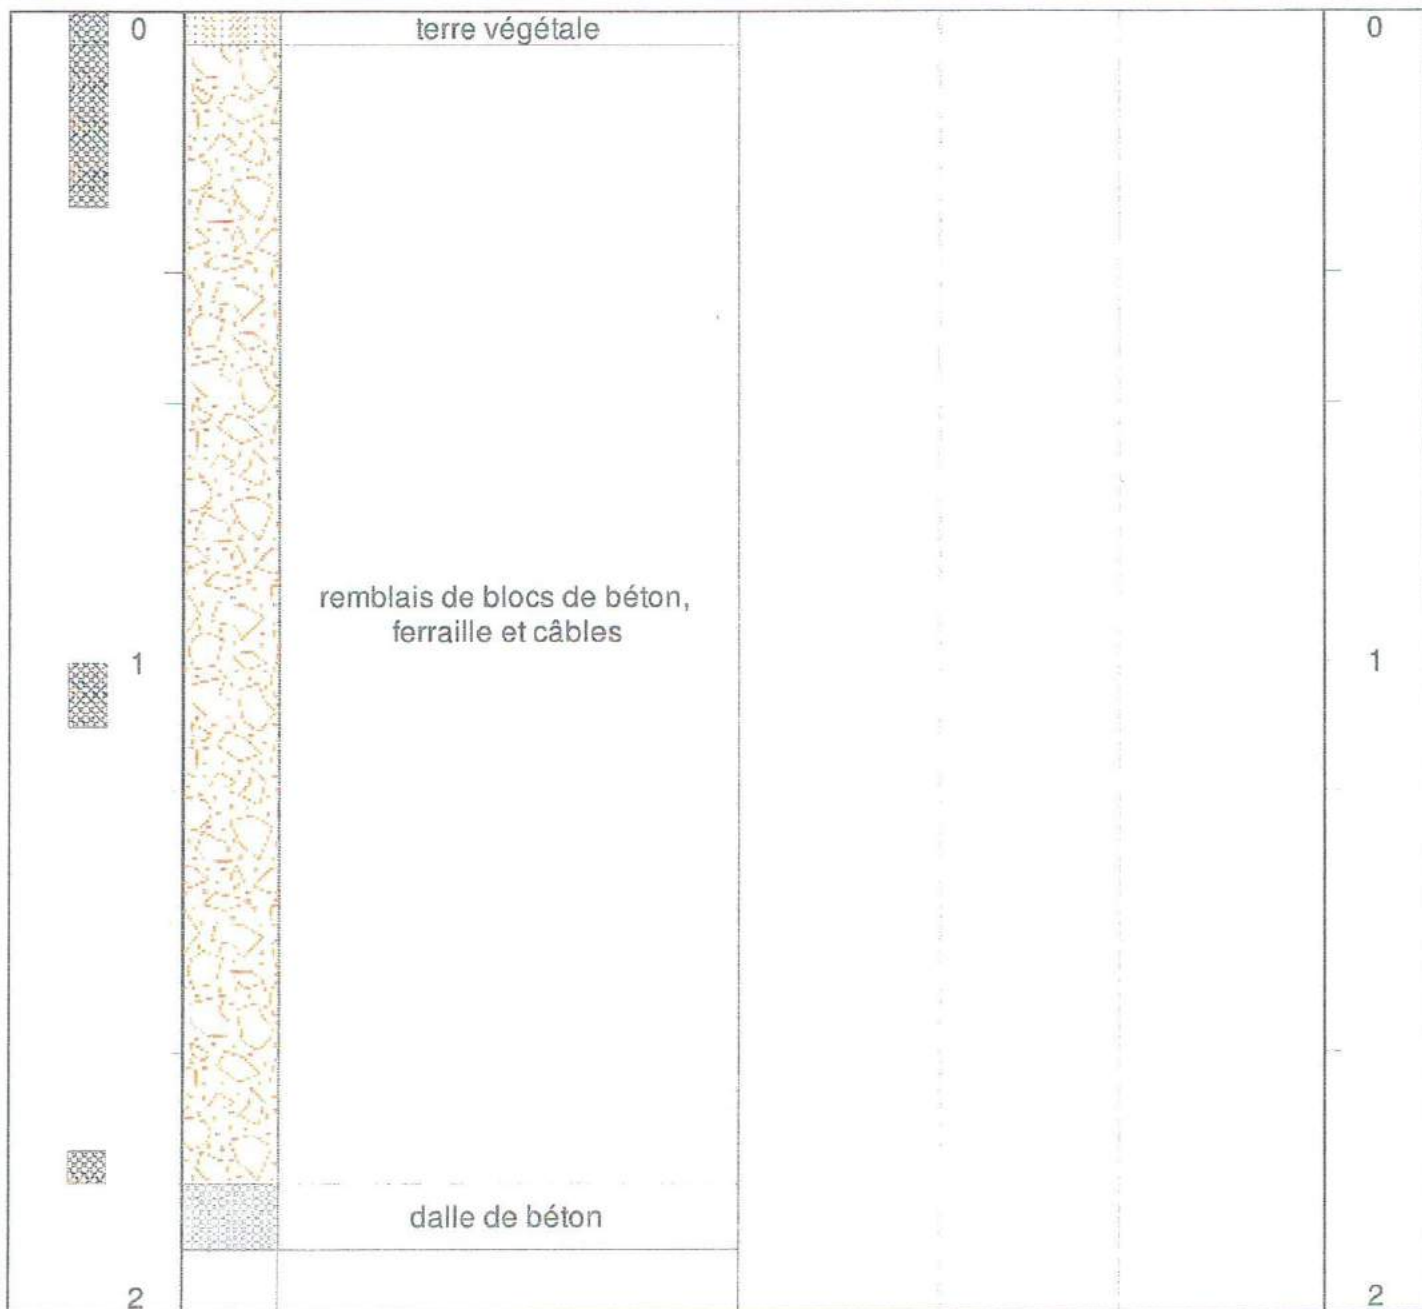 0 terre végétale 0
remblais de blocs de béton,
ferraille et câbles
1 1
dalle de béton
2 2